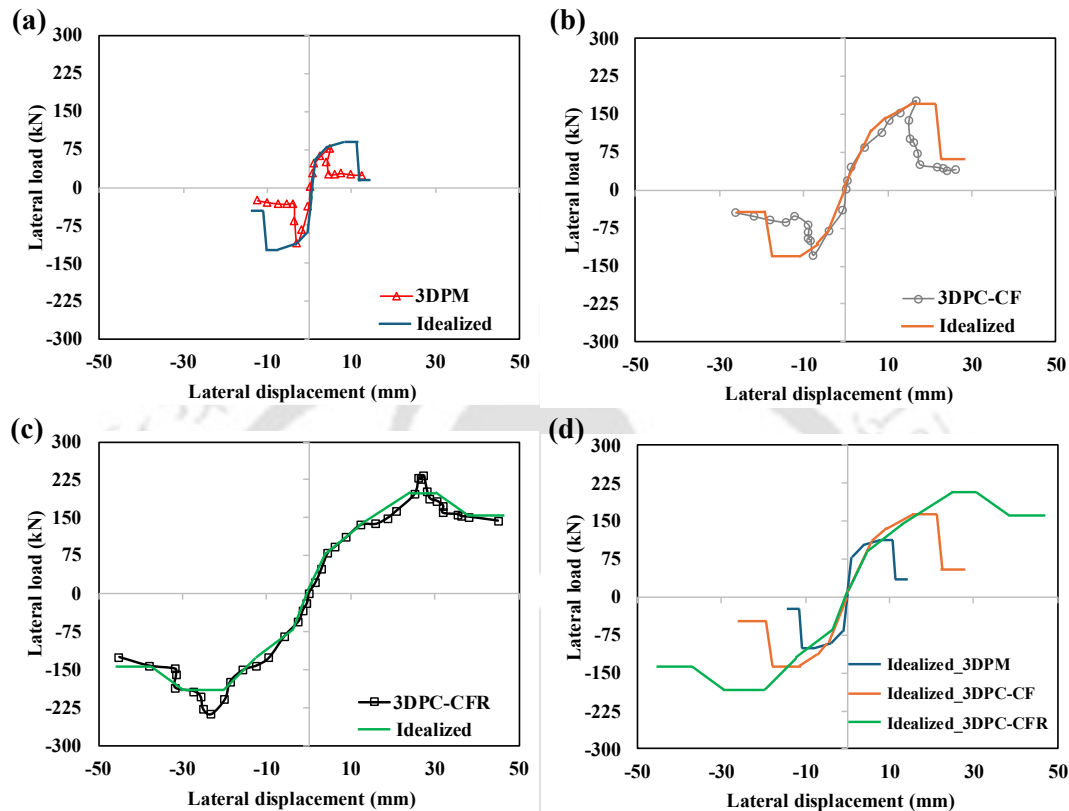 (a)
Lateral load (kN)
300
225
150
75
0
-75
-150
-225
-300
3DPM
Idealized
-50 -30 -10 10 30 50
Lateral displacement (mm)
(b)
Lateral load (kN)
300
225
150
75
0
-75
-150
-225
-300
3DPC-CF
Idealized
-50 -30 -10 10 30 50
Lateral displacement (mm)
(c)
Lateral load (kN)
300
225
150
75
0
-75
-150
-225
-300
3DPC-CFR
Idealized
-50 -30 -10 10 30 50
Lateral displacement (mm)
(d)
Lateral load (kN)
300
225
150
75
0
-75
-150
-225
-300
Idealized_3DPM
Idealized_3DPC-CF
Idealized_3DPC-CFR
-50 -30 -10 10 30 50
Lateral displacement (mm)